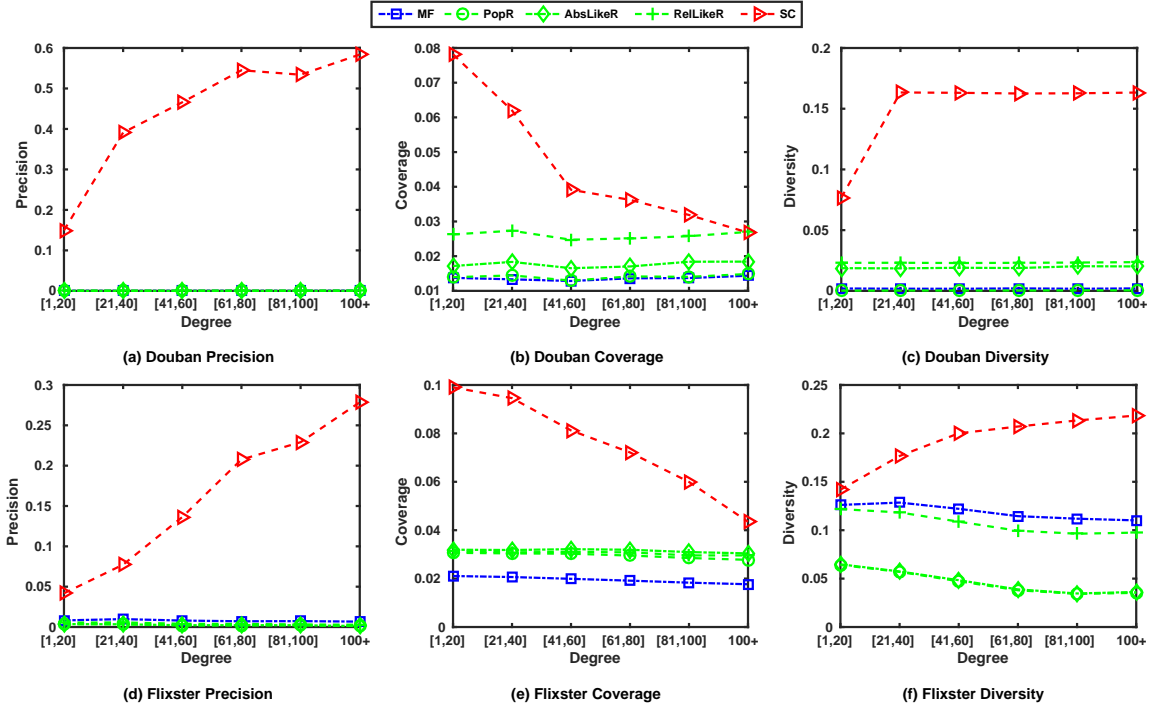 MF PopR AbsLikeR RelLikeR SC
0.6
0.5
0.4
0.3
0.2
0.1
0
Precision
[1,20] [21,40] [41,60] [61,80] [81,100] 100+
Degree
(a) Douban Precision
0.08
0.07
0.06
0.05
0.04
0.03
0.02
0.01
Coverage
[1,20] [21,40] [41,60] [61,80] [81,100] 100+
Degree
(b) Douban Coverage
0.2
0.15
0.1
0.05
0
Diversity
[1,20] [21,40] [41,60] [61,80] [81,100] 100+
Degree
(c) Douban Diversity
0.3
0.25
0.2
0.15
0.1
0.05
0
Precision
[1,20] [21,40] [41,60] [61,80] [81,100] 100+
Degree
(d) Flixster Precision
0.1
0.08
0.06
0.04
0.02
0
Coverage
[1,20] [21,40] [41,60] [61,80] [81,100] 100+
Degree
(e) Flixster Coverage
0.25
0.2
0.15
0.1
0.05
0
Diversity
[1,20] [21,40] [41,60] [61,80] [81,100] 100+
Degree
(f) Flixster Diversity